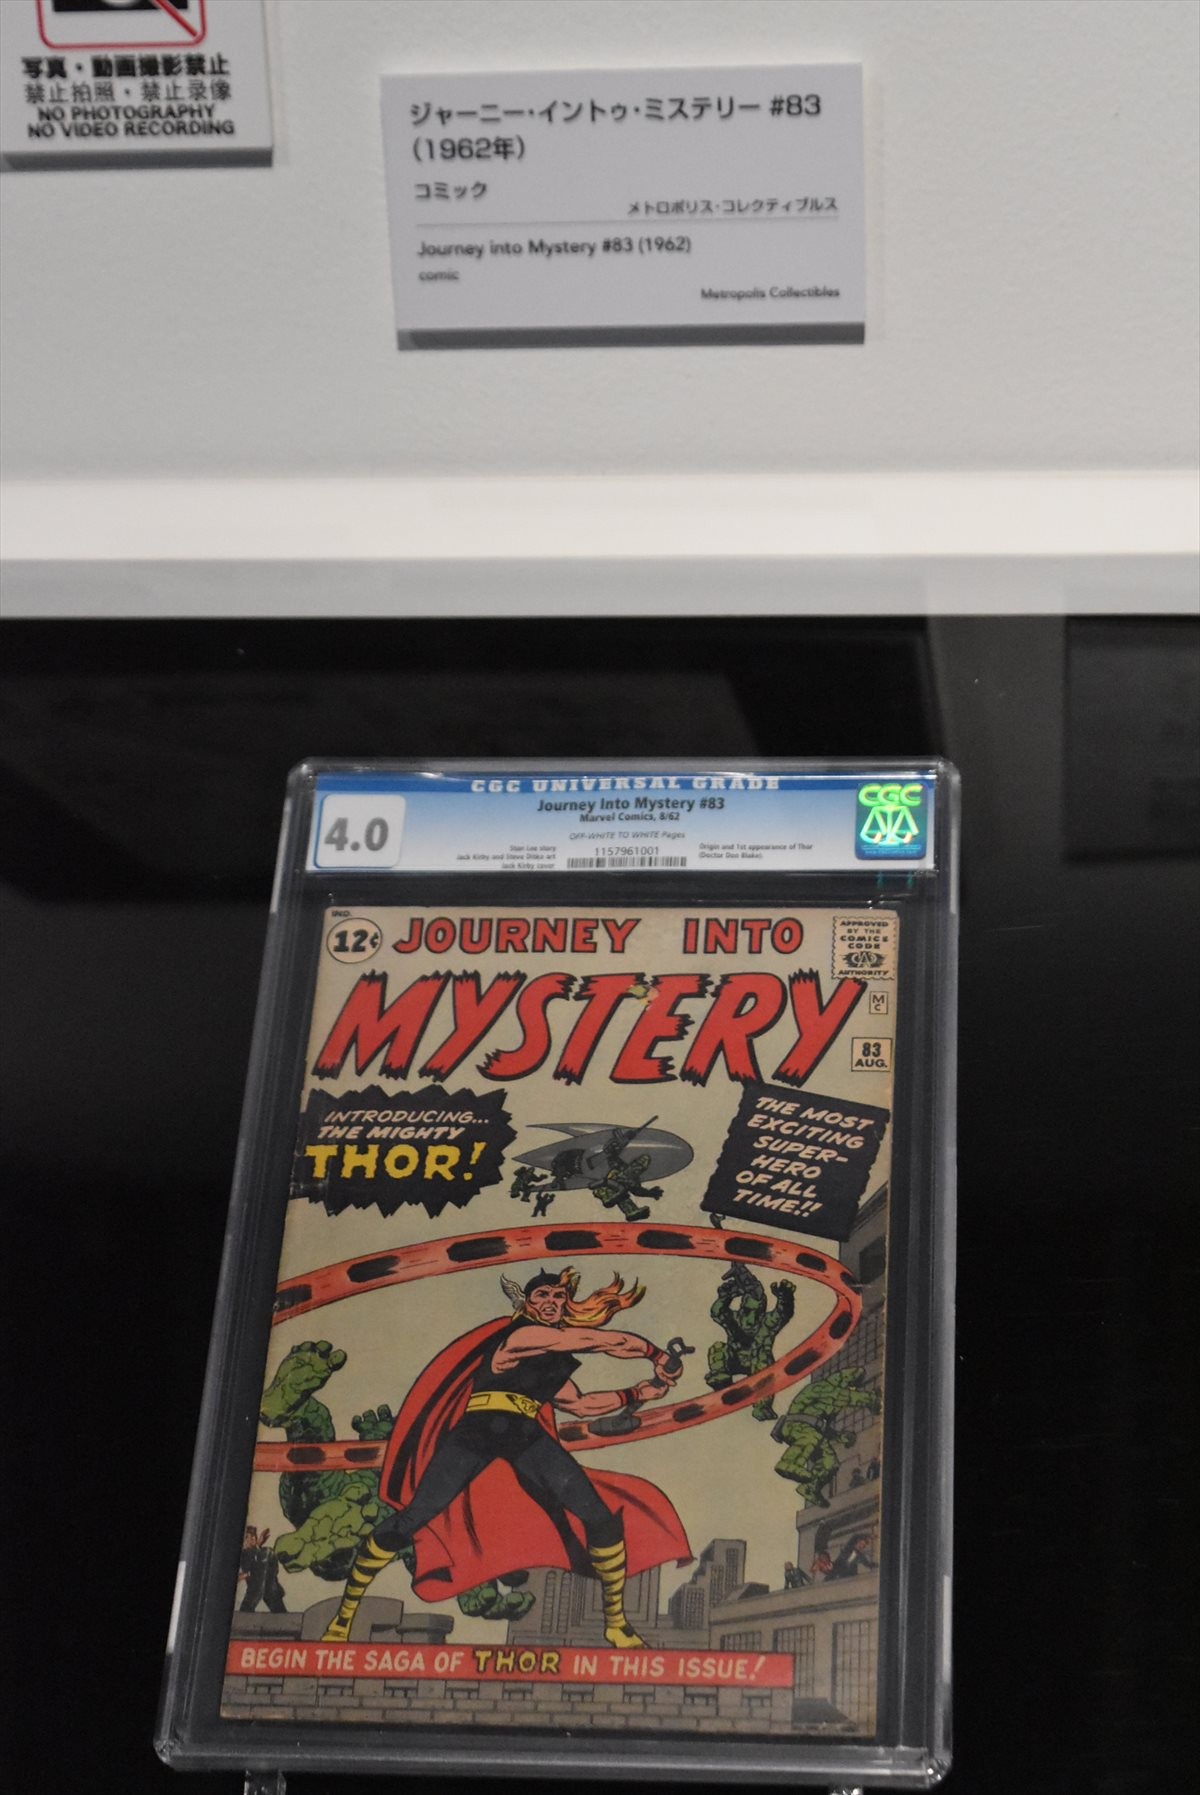 写真・動画撮影禁止
禁止拍照・禁止录像
NO PHOTOGRAPHY
NO VIDEO RECORDING
ジャーニー・イントゥ・ミステリー #83
(1962年)
コミック
メトロポリス・コレクティブルス
Journey into Mystery #83 (1962)
comic
Metropolis Collectibles
CGC UNIVERSAL GRADE
4.0
Journey Into Mystery #83
Marvel Comics, 8/62
OFF-WHITE TO WHITE Pages
Stan Lee story
Jack Kirby and Steve Ditko art
Jack Kirby cover
1157961001
Origin and 1st appearance of Thor
(Doctor Don Blake).
CGC
IND.
12¢
JOURNEY INTO
MYSTERY
APPROVED
BY THE
COMICS
CODE
CA
AUTHORITY
M
C
83
AUG.
INTRODUCING...
THE MIGHTY
THOR!
THE MOST
EXCITING
SUPER-
HERO
OF ALL
TIME!!
BEGIN THE SAGA OF THOR IN THIS ISSUE!